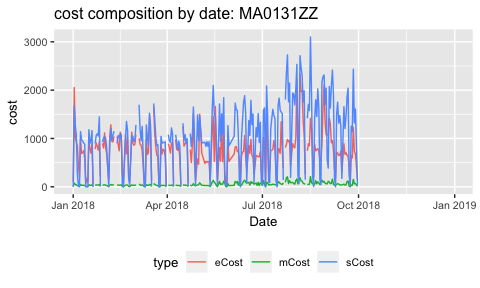 cost composition by date: MA0131ZZ
3000
2000
1000
0
cost
Jan 2018
Apr 2018
Jul 2018
Oct 2018
Jan 2019
Date
type
eCost
mCost
sCost